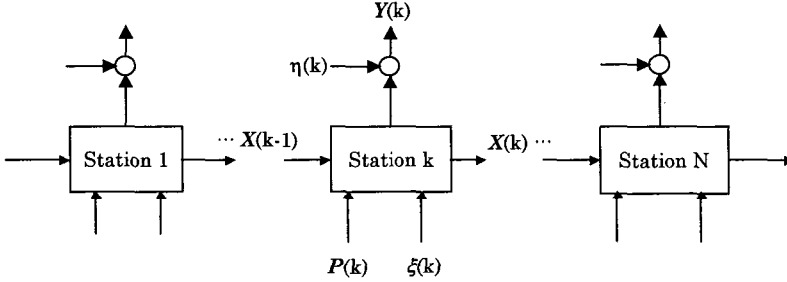 Y(k)
η(k)
Station 1
··· X(k-1)
Station k
X(k) ···
Station N
P(k)
ξ(k)